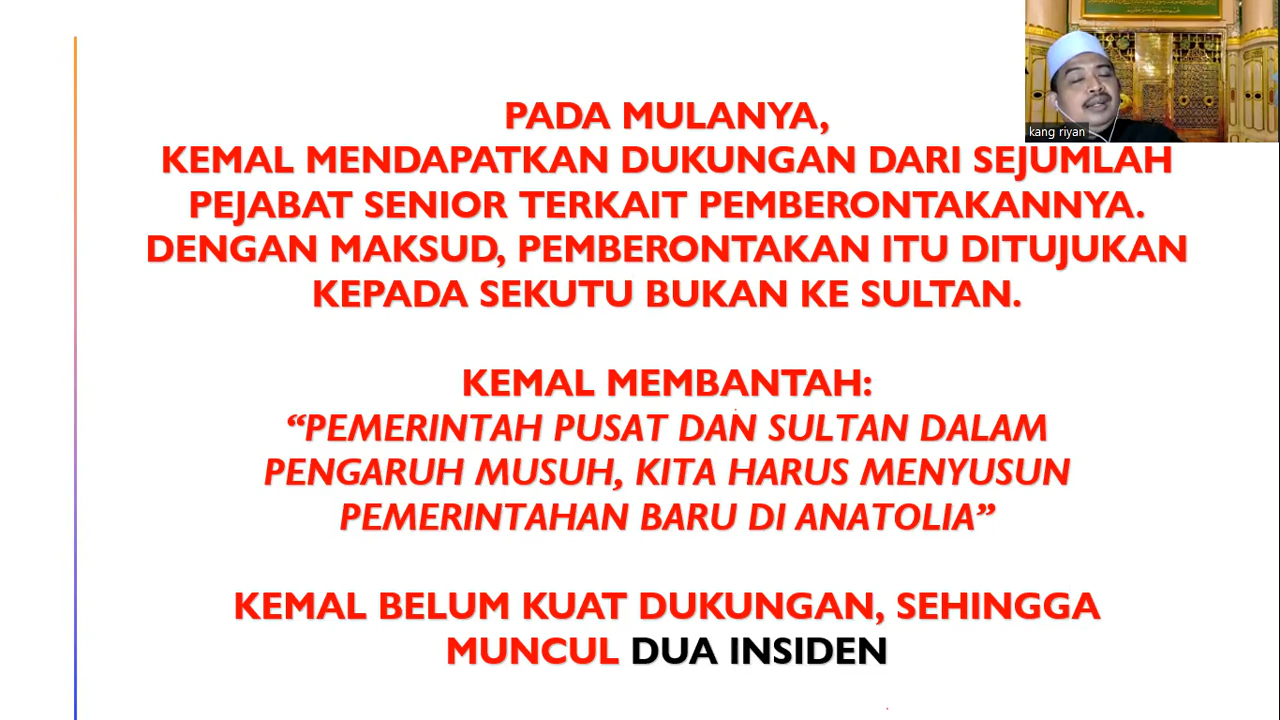 kang riyan
PADA MULANYA,
KEMAL MENDAPATKAN DUKUNGAN DARI SEJUMLAH
PEJABAT SENIOR TERKAIT PEMBERONTAKANNYA.
DENGAN MAKSUD, PEMBERONTAKAN ITU DITUJUKAN
KEPADA SEKUTU BUKAN KE SULTAN.
KEMAL MEMBANTAH:
“PEMERINTAH PUSAT DAN SULTAN DALAM
PENGARUH MUSUH, KITA HARUS MENYUSUN
PEMERINTAHAN BARU DI ANATOLIA”
KEMAL BELUM KUAT DUKUNGAN, SEHINGGA
MUNCUL DUA INSIDEN